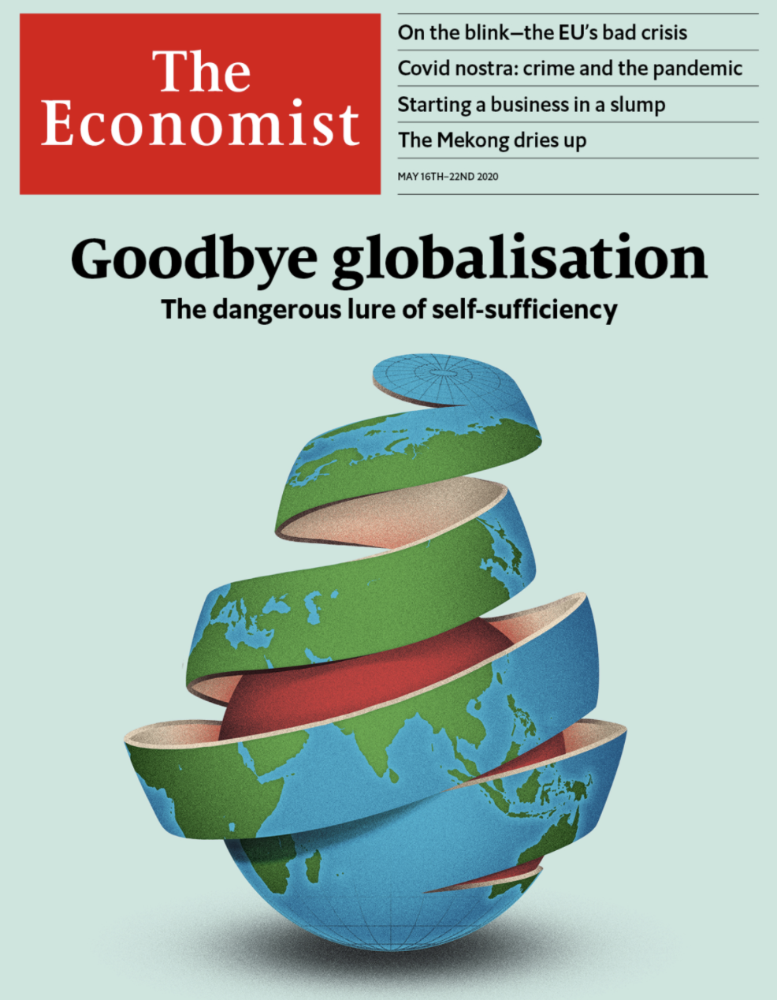 The
Economist
On the blink–the EU's bad crisis
Covid nostra: crime and the pandemic
Starting a business in a slump
The Mekong dries up
MAY 16TH–22ND 2020
Goodbye globalisation
The dangerous lure of self-sufficiency